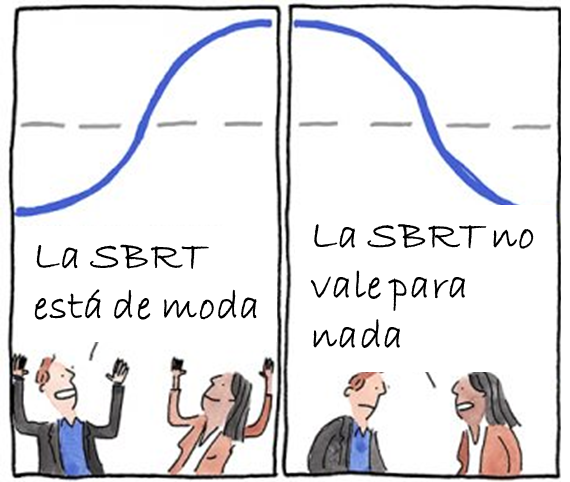 La SBRT
está de moda
La SBRT no
vale para
nada